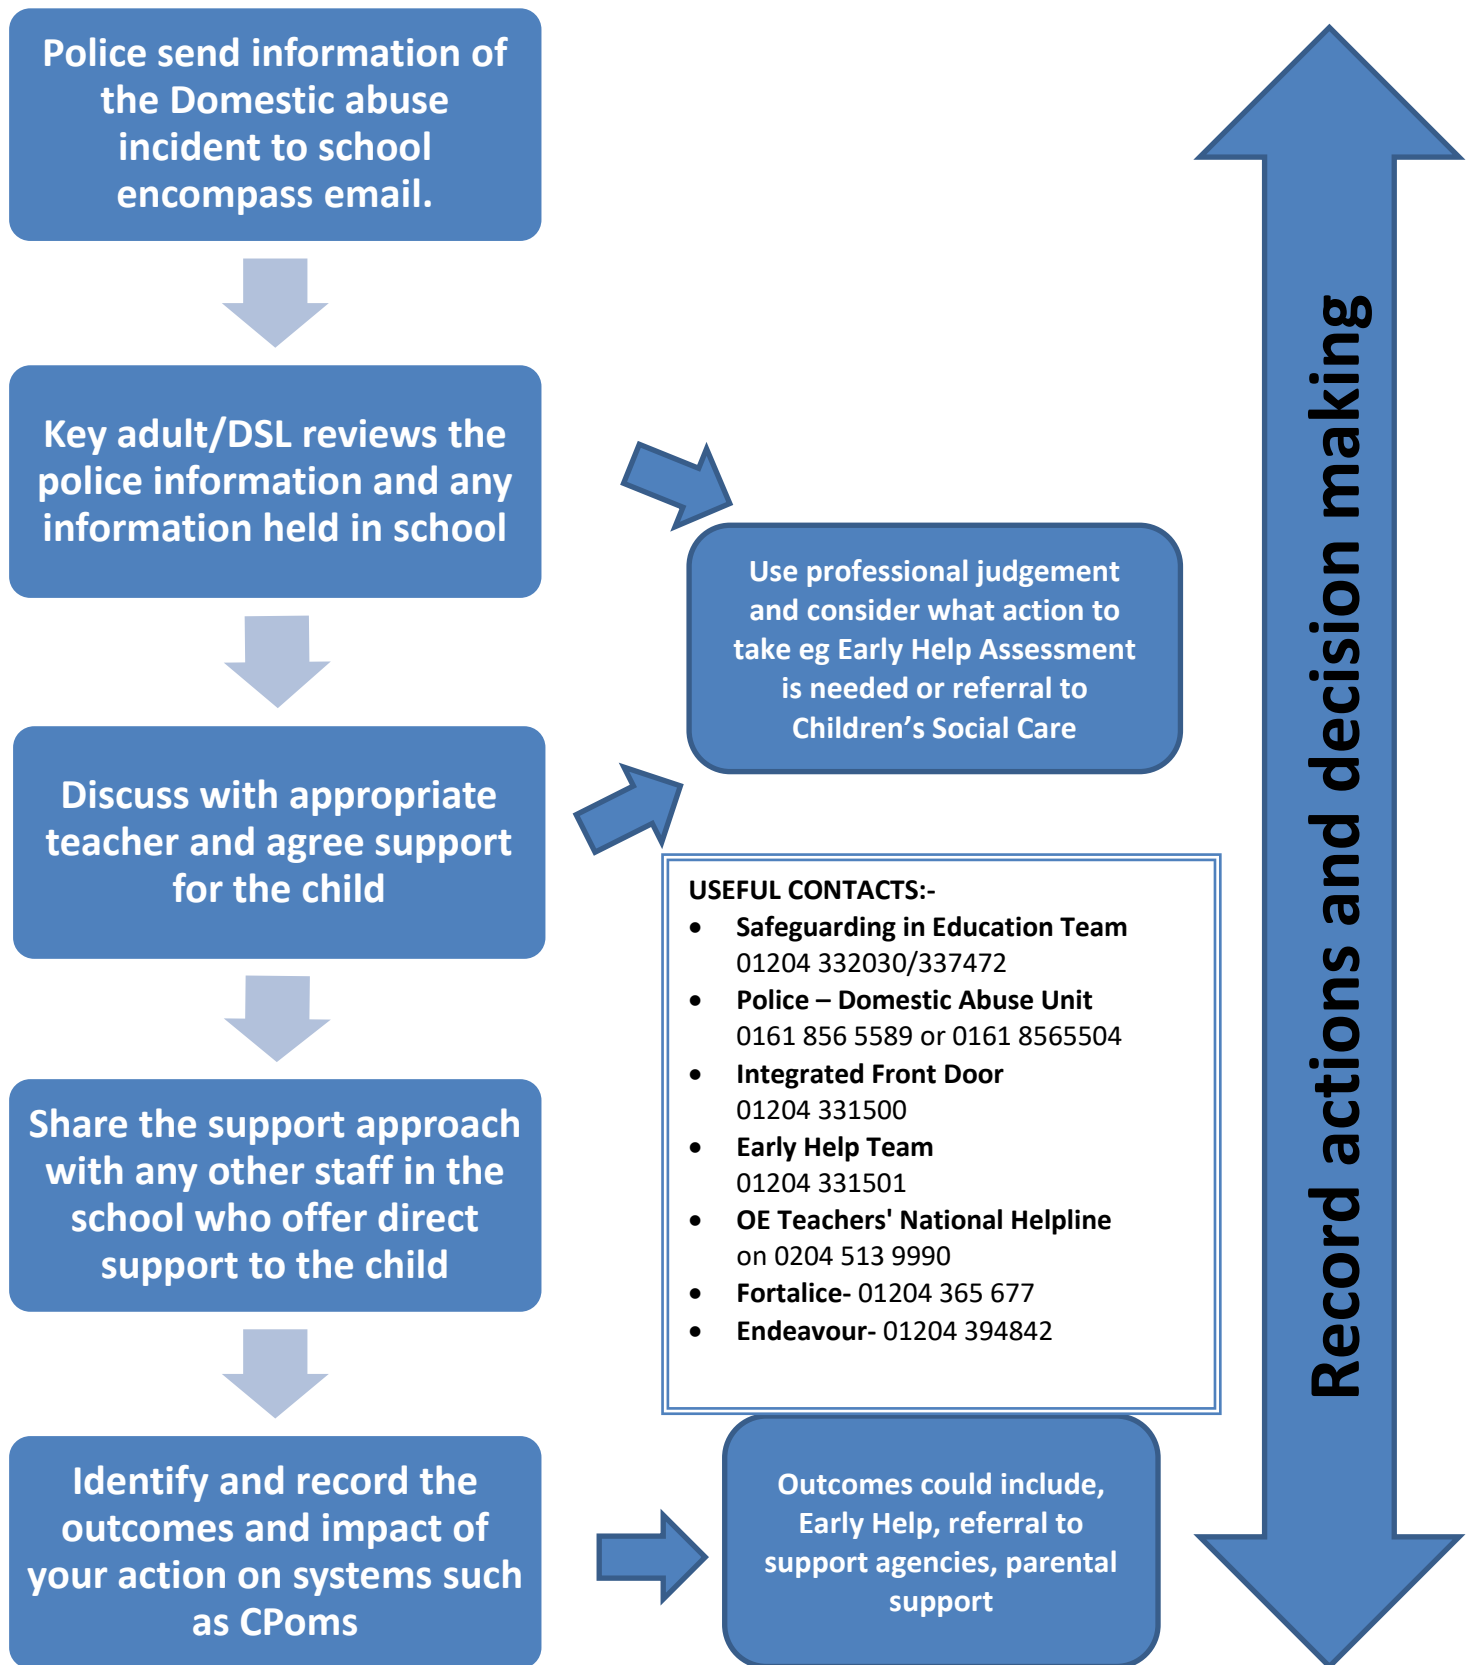 Police send information of
the Domestic abuse
incident to school
encompass email.
Key adult/DSL reviews the
police information and any
information held in school
Use professional judgement
and consider what action to
take eg Early Help Assessment
is needed or referral to
Children’s Social Care
Discuss with appropriate
teacher and agree support
for the child
USEFUL CONTACTS:-
• Safeguarding in Education Team
01204 332030/337472
• Police – Domestic Abuse Unit
0161 856 5589 or 0161 8565504
• Integrated Front Door
01204 331500
• Early Help Team
01204 331501
• OE Teachers' National Helpline
on 0204 513 9990
• Fortalice- 01204 365 677
• Endeavour- 01204 394842
Share the support approach
with any other staff in the
school who offer direct
support to the child
Identify and record the
outcomes and impact of
your action on systems such
as CPoms
Outcomes could include,
Early Help, referral to
support agencies, parental
support
Record actions and decision making